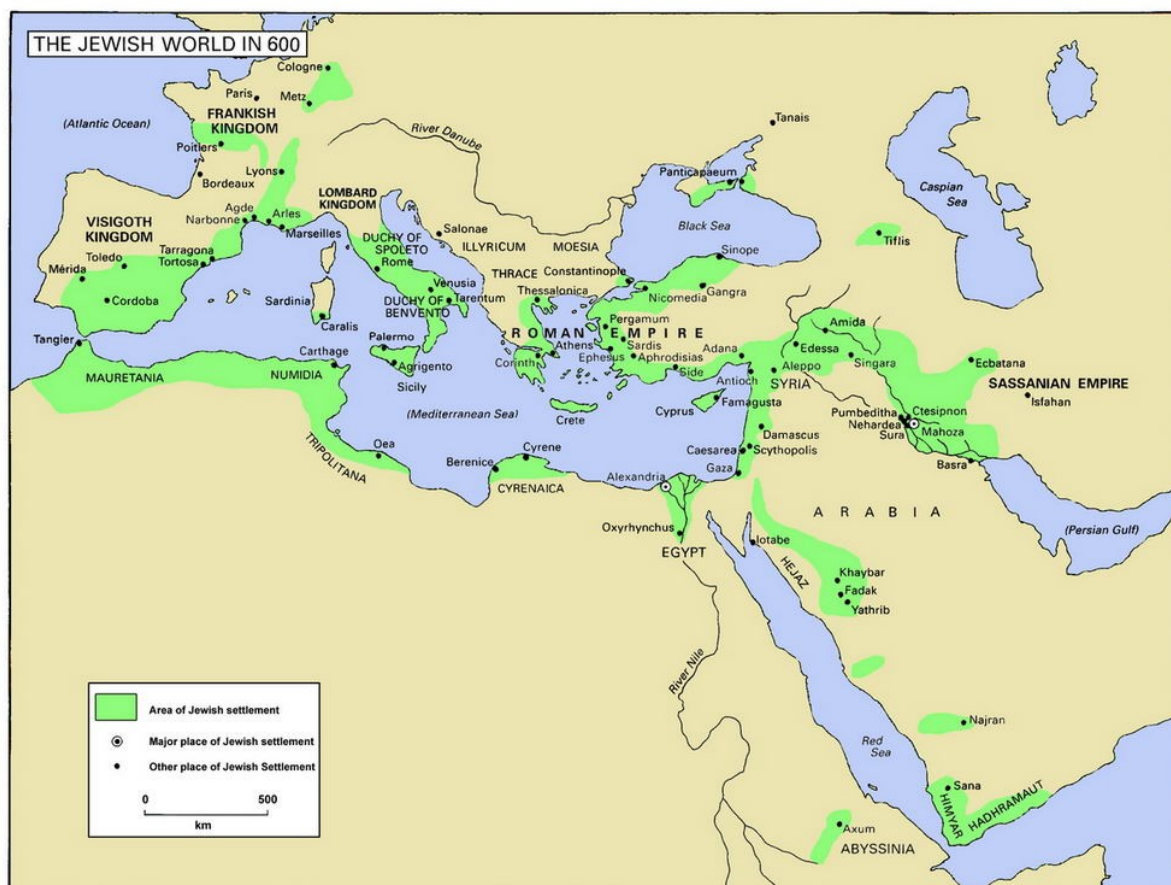 THE JEWISH WORLD IN 600
Cologne
Paris
Metz
FRANKISH
KINGDOM
(Atlantic Ocean)
Poitiers
Lyons
Bordeaux
River Danube
Tanais
Panticapaeum
Caspian
Sea
LOMBARD
KINGDOM
Agde
Narbonne
Arles
Marseilles
VISIGOTH
KINGDOM
Salonae
ILLYRICUM
MOESIA
Black Sea
Tiflis
DUCHY OF
SPOLETO
Rome
Tarragona
Tortosa
Toledo
Mérida
Cordoba
Sinope
THRACE
Constantinople
Thessalonica
Nicomedia
Gangra
Venusia
DUCHY OF
BENVENTO
Tarentum
Sardinia
Caralis
Pergamum
ROMAN EMPIRE
Sardis
Athens
Ephesus
Aphrodisias
Corinth
Side
Adana
Amida
Edessa
Singara
Ecbatana
Tangier
MAURETANIA
NUMIDIA
Carthage
Palermo
Agrigento
Sicily
Antioch
Aleppo
SYRIA
SASSANIAN EMPIRE
Isfahan
(Mediterranean Sea)
Crete
Cyprus
Famagusta
Pumbeditha
Ctesipnon
Nehardea
Mahoza
Sura
Damascus
Caesarea
Scythopolis
Gaza
Basra
TRIPOLITANA
Oea
Berenice
Cyrene
CYRENAICA
Alexandria
Oxyrhynchus
EGYPT
ARABIA
(Persian Gulf)
Iotabe
HEJAZ
Khaybar
Fadak
Yathrib
River Nile
Red
Sea
Najran
Sana
HIMYAR
HADHRAMAUT
Axum
ABYSSINIA
Area of Jewish settlement
Major place of Jewish settlement
Other place of Jewish Settlement
0 500
km